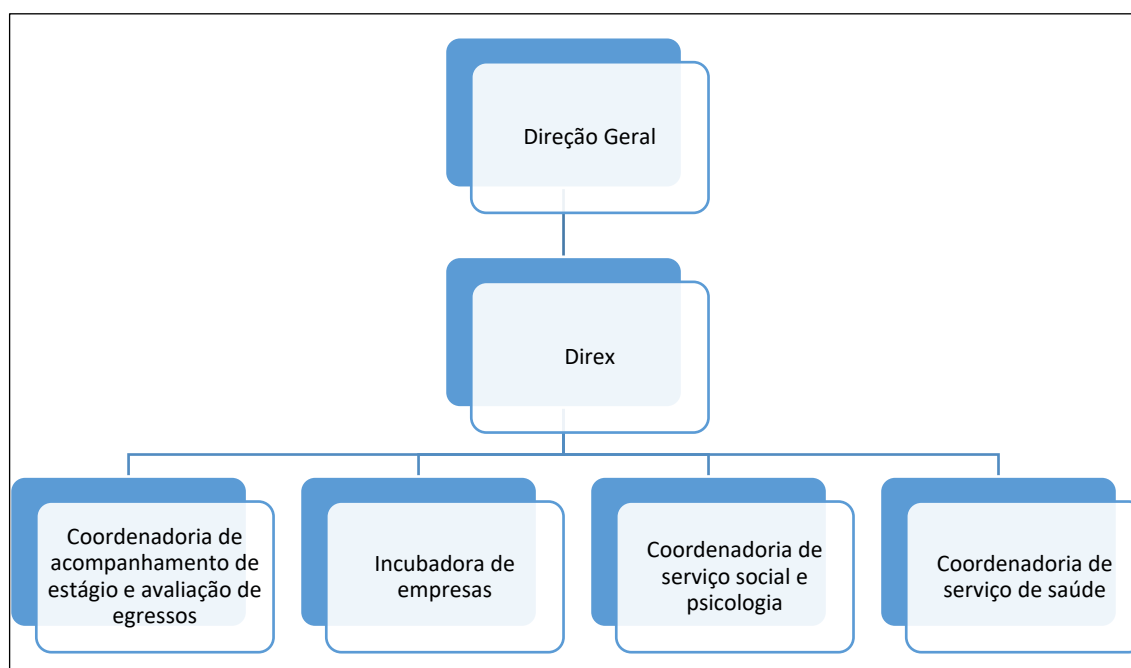 Direção Geral
Direx
Coordenadoria de
acompanhamento de
estágio e avaliação de
egressos
Incubadora de
empresas
Coordenadoria de
serviço social e
psicologia
Coordenadoria de
serviço de saúde